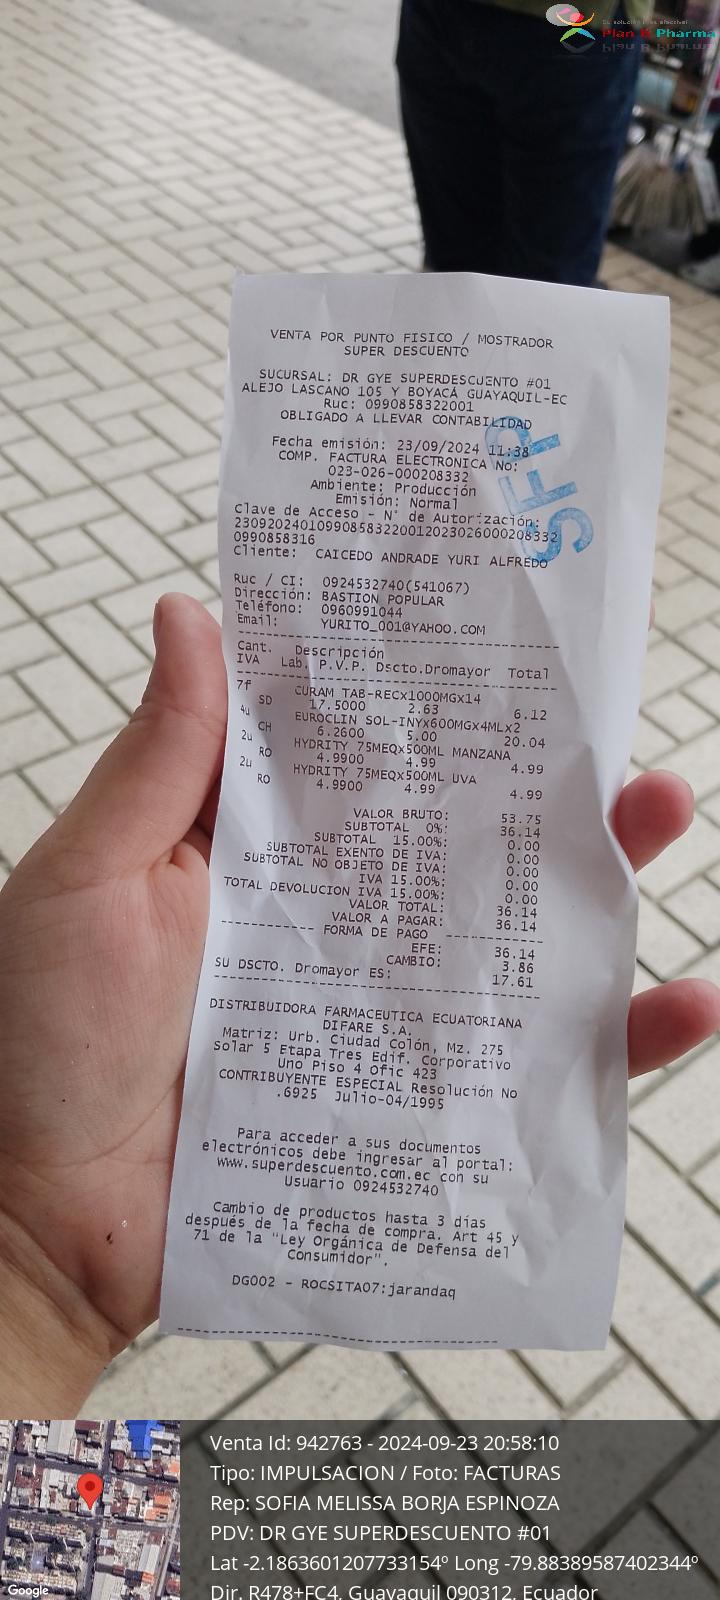 Su solución más efectiva!
Plan B Pharma
VENTA POR PUNTO FISICO / MOSTRADOR
SUPER DESCUENTO
SUCURSAL: DR GYE SUPERDESCUENTO #01
ALEJO LASCANO 105 Y BOYACÁ GUAYAQUIL-EC
Ruc: 0990858322001
OBLIGADO A LLEVAR CONTABILIDAD
SFP
Fecha emisión: 23/09/2024 11:38
COMP. FACTURA ELECTRONICA No:
023-026-000208332
Ambiente: Producción
Emisión: Normal
Clave de Acceso - N° de Autorización:
230920240109908583220012023026000208332
0990858316
Cliente: CAICEDO ANDRADE YURI ALFREDO
Ruc / CI: 0924532740(541067)
Dirección: BASTION POPULAR
Teléfono: 0960991044
Email: YURITO_001@YAHOO.COM
Cant. Descripción
IVA Lab. P.V.P. Dscto.Dromayor Total
7f CURAM TAB-RECx1000MGx14
SD 17.5000 2.63 6.12
4u EUROCLIN SOL-INYx600MGx4MLx2
CH 6.2600 5.00 20.04
2u HYDRITY 75MEQx500ML MANZANA
RO 4.9900 4.99 4.99
2u HYDRITY 75MEQx500ML UVA
RO 4.9900 4.99 4.99
VALOR BRUTO: 53.75
SUBTOTAL 0%: 36.14
SUBTOTAL 15.00%: 0.00
SUBTOTAL EXENTO DE IVA: 0.00
SUBTOTAL NO OBJETO DE IVA: 0.00
IVA 15.00%: 0.00
TOTAL DEVOLUCION IVA 15.00%: 0.00
VALOR TOTAL: 36.14
VALOR A PAGAR: 36.14
FORMA DE PAGO
EFE: 36.14
CAMBIO: 3.86
SU DSCTO. Dromayor ES: 17.61
DISTRIBUIDORA FARMACEUTICA ECUATORIANA
DIFARE S.A.
Matriz: Urb. Ciudad Colón, Mz. 275
Solar 5 Etapa Tres Edif. Corporativo
Uno Piso 4 Ofic 423
CONTRIBUYENTE ESPECIAL Resolución No
.6925 Julio-04/1995
Para acceder a sus documentos
electrónicos debe ingresar al portal:
www.superdescuento.com.ec con su
Usuario 0924532740
Cambio de productos hasta 3 días
después de la fecha de compra. Art 45 y
71 de la "Ley Orgánica de Defensa del
Consumidor".
DG002 - ROCSITA07:jarandaq
Venta Id: 942763 - 2024-09-23 20:58:10
Tipo: IMPULSACION / Foto: FACTURAS
Rep: SOFIA MELISSA BORJA ESPINOZA
PDV: DR GYE SUPERDESCUENTO #01
Lat -2.1863601207733154º Long -79.88389587402344º
Dir. R478+FC4, Guayaquil 090312, Ecuador
Google